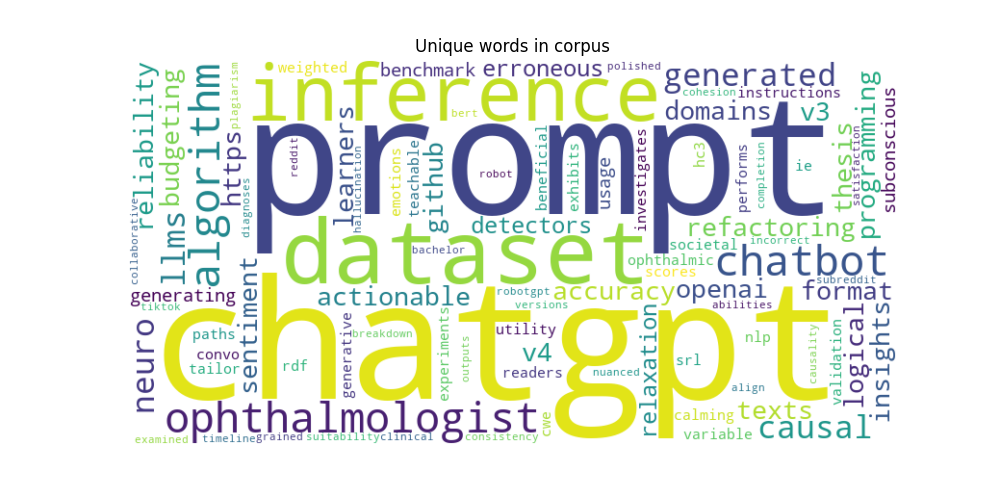 Unique words in corpus
weighted
benchmark
erroneous
polished
inference
generated
cohesion
instructions
reliability
budgeting
algorithm
plagiarism
https
bert
domains
v3
programming
satisfaction
subconscious
prompt
reddit
learners
hallucination
emotions
teachable
github
robot
beneficial
exhibits
usage
investigates
hc3
performs
completion
ie
thesis
collaborative
llms
diagnoses
detectors
refactoring
dataset
bachelor
societal
incorrect
ophthalmic
scores
chatbot
subreddit
generating
tiktok
sentiment
actionable
robotgpt
versions
accuracy
openai
abilities
format
chatgpt
neuro
paths
convo
tailor
rdf
generative
breakdown
experiments
outputs
utility
v4
readers
nuanced
relaxation
srl
nlp
align
causality
validation
logical
insights
ophthalmologist
cwe
calming
texts
variable
causal
examined
timeline
grained
suitability
clinical
consistency